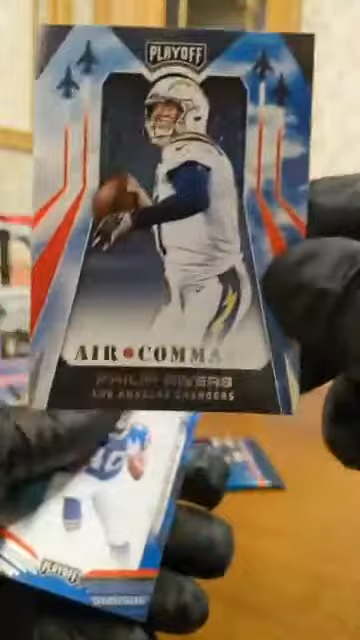 PLAYOFF
AIR COMMA
PHILIP RIVERS
LOS ANGELES CHARGERS
PLAYOFF